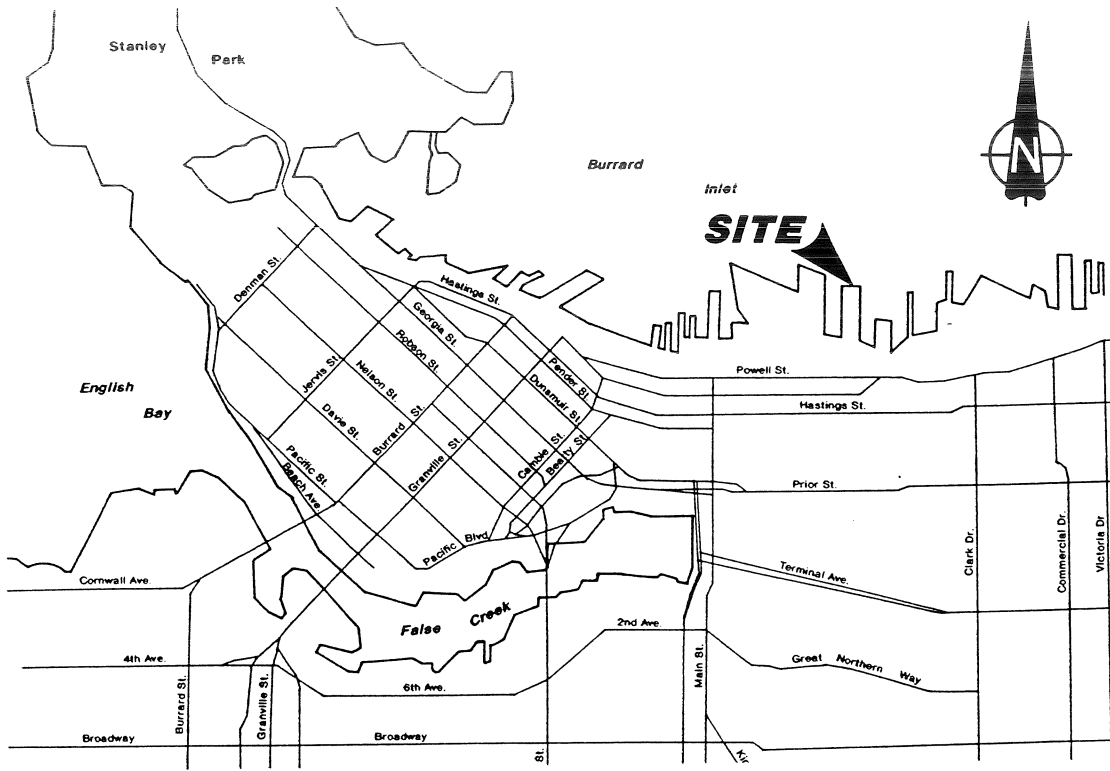 Stanley
Park
Burrard
Inlet
N
SITE
Denman St.
Hastings St.
Georgia St.
Robson St.
Jervis St.
Nelson St.
Pender St.
Dunsmuir St.
Powell St.
English
Bay
Davie St.
Burrard St.
Hastings St.
Granville St.
Cambie St.
Beatty St.
Pacific St.
Beach Ave.
Prior St.
Pacific Blvd.
Clark Dr.
Commercial Dr.
Victoria Dr
Cornwall Ave.
Terminal Ave.
False Creek
2nd Ave.
4th Ave.
Great Northern Way
Main St.
6th Ave.
Burrard St.
Granville St.
Broadway
Broadway
St.